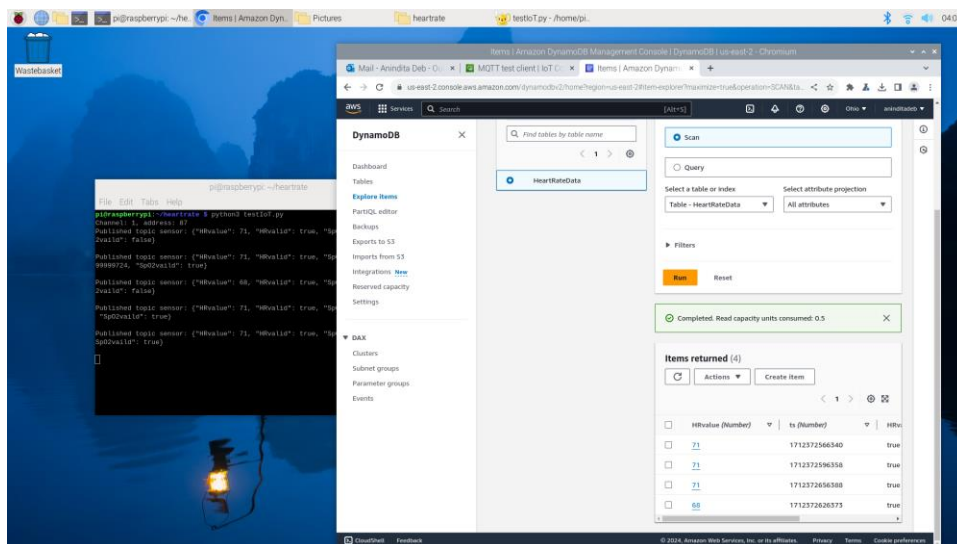 pi@raspberrypi: ~/he..
Items | Amazon Dyn..
Pictures
heartrate
testIoT.py - /home/pi..
04:0
Wastebasket
pi@raspberrypi: ~/heartrate
File Edit Tabs Help
pi@raspberrypi:~/heartrate $ python3 testIoT.py
Channel: 1, address: 87
Published topic sensor: {"HRvalue": 71, "HRvalid": true, "Sp
2vaild": false}
Published topic sensor: {"HRvalue": 71, "HRvalid": true, "Sp
99999724, "SpO2vaild": true}
Published topic sensor: {"HRvalue": 68, "HRvalid": true, "Sp
2vaild": false}
Published topic sensor: {"HRvalue": 71, "HRvalid": true, "Sp
"SpO2vaild": true}
Published topic sensor: {"HRvalue": 71, "HRvalid": true, "Sp
SpO2vaild": true}
Items | Amazon DynamoDB Management Console | DynamoDB | us-east-2 - Chromium
Mail - Anindita Deb - Ou
MQTT test client | IoT C
Items | Amazon Dynam
us-east-2.console.aws.amazon.com/dynamodbv2/home?region=us-east-2#item-explorer?maximize=true&operation=SCAN&ta..
aws
Services
Search
[Alt+S]
Ohio
aninditadeb
DynamoDB
Dashboard
Tables
Explore items
PartiQL editor
Backups
Exports to S3
Imports from S3
Integrations New
Reserved capacity
Settings
DAX
Clusters
Subnet groups
Parameter groups
Events
Find tables by table name
1
HeartRateData
Scan
Query
Select a table or index
Select attribute projection
Table - HeartRateData
All attributes
Filters
Run
Reset
Completed. Read capacity units consumed: 0.5
Items returned (4)
Actions
Create item
1
HRvalue (Number)
ts (Number)
HRv
71 1712372566340 true
71 1712372596358 true
71 1712372656388 true
68 1712372626373 true
CloudShell Feedback
© 2024, Amazon Web Services, Inc. or its affiliates. Privacy Terms Cookie preferences